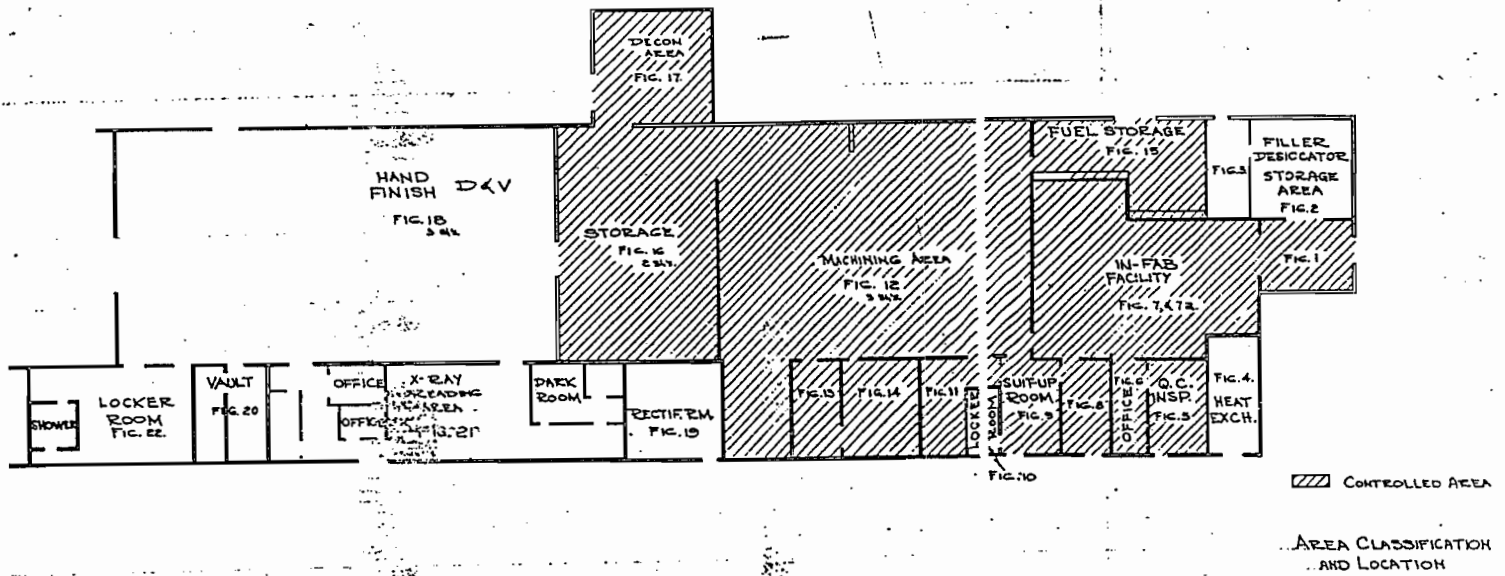 DECON
AREA
FIG. 17.
FUEL STORAGE
FIG. 15
FIG.3
FILLER
DESICCATOR
STORAGE
AREA
FIG.2
HAND
FINISH D&V
FIG.18
STORAGE
FIG. 16
MACHINING AREA
FIG. 12
IN-FAB
FACILITY
FIG. 7, & 7a
FIG. 1
SHOWER
LOCKER
ROOM
FIG. 22.
VAULT
FIG. 20
OFFICE
OFFICE
X-RAY
READING
AREA
FIG. 21
DARK
ROOM
RECTIF. RM.
FIG. 19
FIG.13
FIG.14
FIG.11
LOCKER
ROOM
FIG.10
SUIT-UP
ROOM
FIG.9
FIG.8
FIG.6
OFFICE
Q.C.
INSP.
FIG.5
FIG.4.
HEAT
EXCH.
CONTROLLED AREA
AREA CLASSIFICATION
AND LOCATION